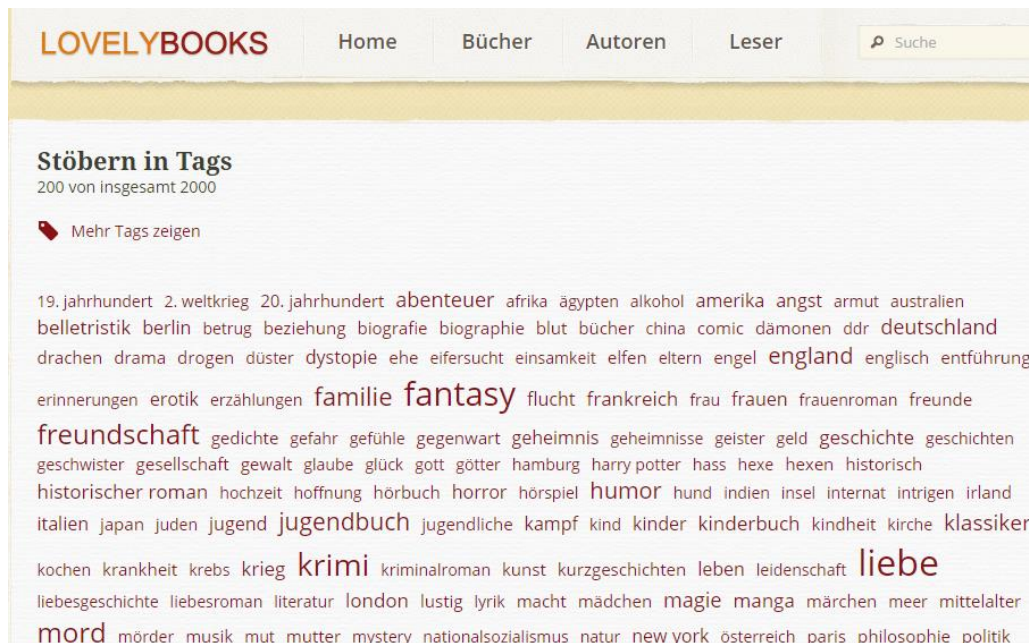 LOVELYBOOKS Home Bücher Autoren Leser Suche
Stöbern in Tags
200 von insgesamt 2000
Mehr Tags zeigen
19. jahrhundert 2. weltkrieg 20. jahrhundert abenteuer afrika ägypten alkohol amerika angst armut australien
belletristik berlin betrug beziehung biografie biographie blut bücher china comic dämonen ddr deutschland
drachen drama drogen düster dystopie ehe eifersucht einsamkeit elfen eltern engel england englisch entführung
erinnerungen erotik erzählungen familie fantasy flucht frankreich frau frauen frauenroman freunde
freundschaft gedichte gefahr gefühle gegenwart geheimnis geheimnisse geister geld geschichte geschichten
geschwister gesellschaft gewalt glaube glück gott götter hamburg harry potter hass hexe hexen historisch
historischer roman hochzeit hoffnung hörbuch horror hörspiel humor hund indien insel internat intrigen irland
italien japan juden jugend jugendbuch jugendliche kampf kind kinder kinderbuch kindheit kirche klassiker
kochen krankheit krebs krieg krimi kriminalroman kunst kurzgeschichten leben leidenschaft liebe
liebesgeschichte liebesroman literatur london lustig lyrik macht mädchen magie manga märchen meer mittelalter
mord mörder musik mut mutter mystery nationalsozialismus natur new york österreich paris philosophie politik